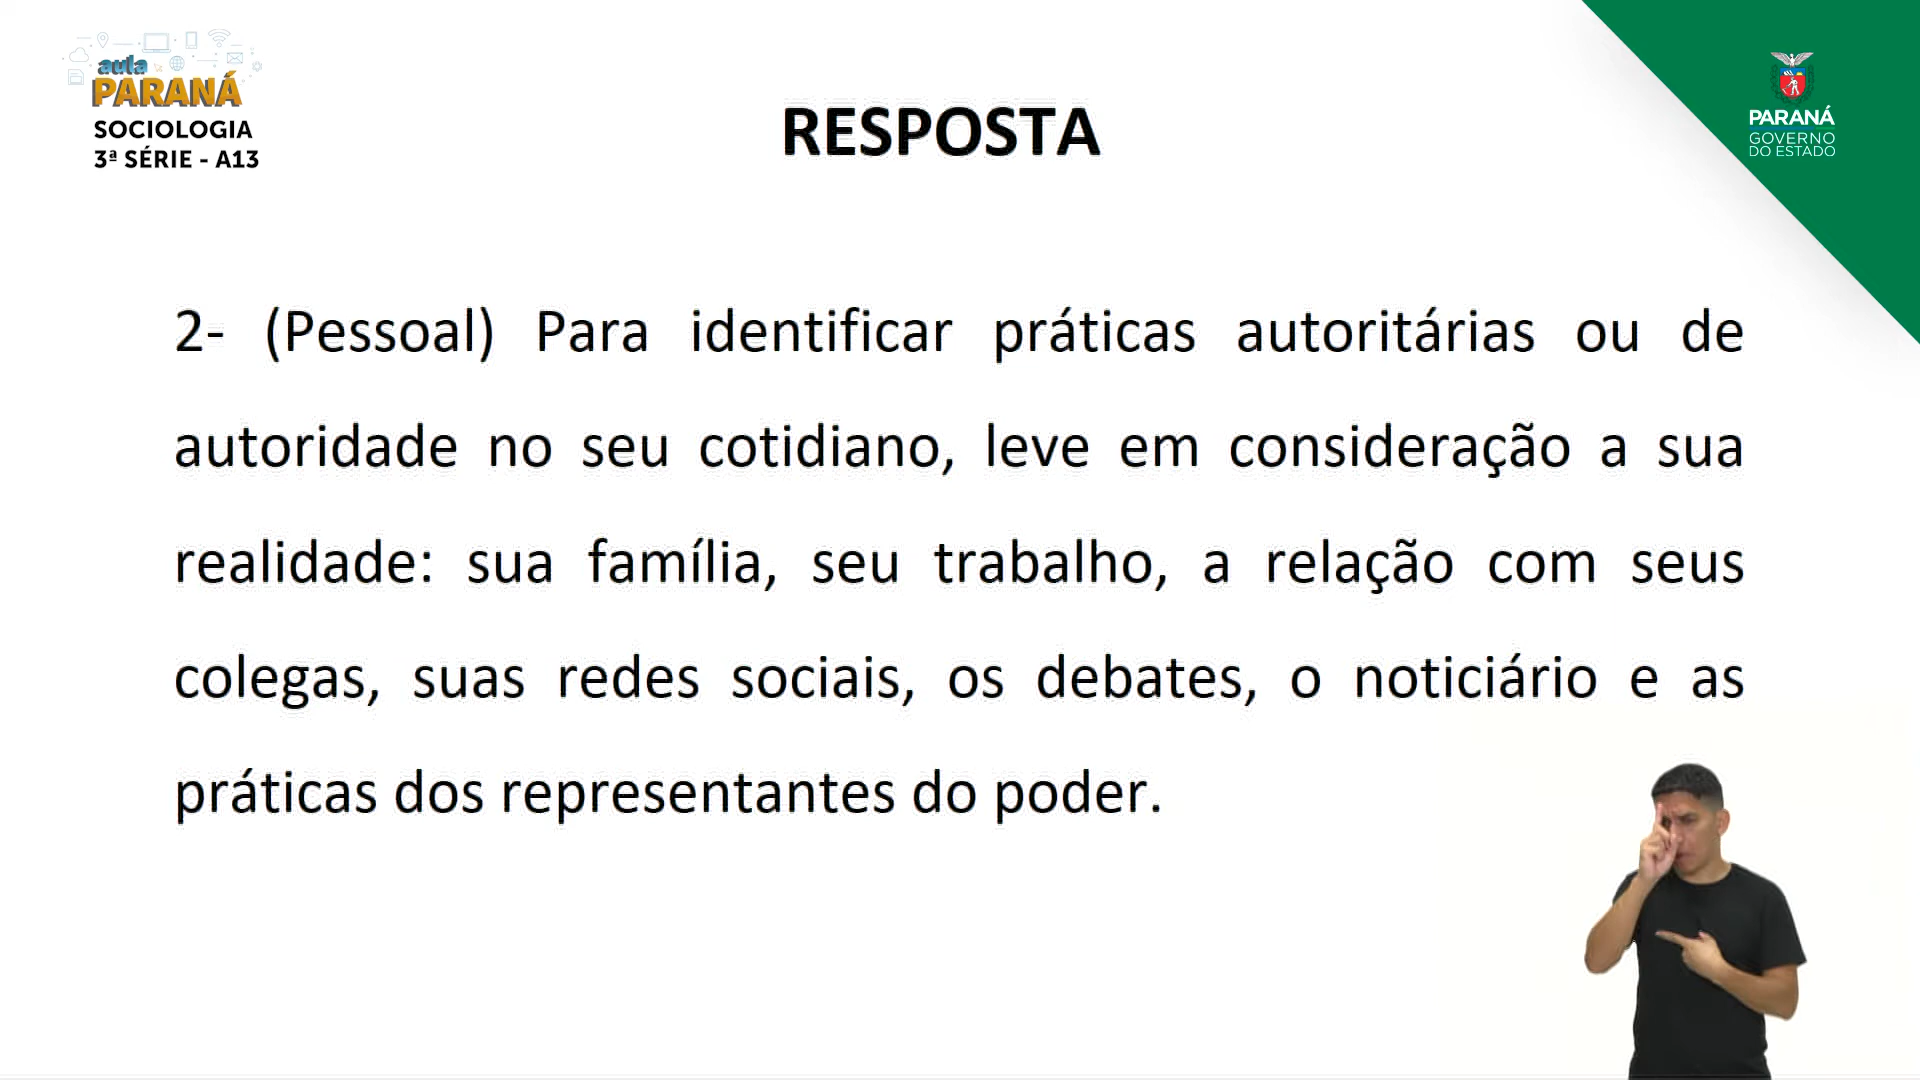 aula
PARANÁ
SOCIOLOGIA
3ª SÉRIE - A13
RESPOSTA
PARANÁ
GOVERNO
DO ESTADO
2- (Pessoal) Para identificar práticas autoritárias ou de
autoridade no seu cotidiano, leve em consideração a sua
realidade: sua família, seu trabalho, a relação com seus
colegas, suas redes sociais, os debates, o noticiário e as
práticas dos representantes do poder.